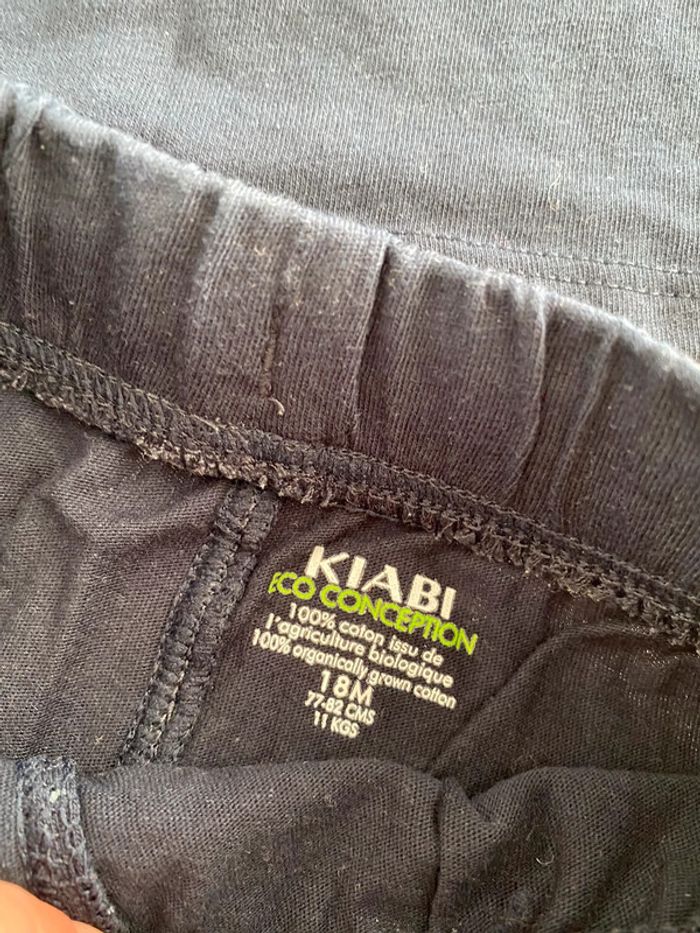 KIABI
ECO CONCEPTION
100% coton issu de
l'agriculture biologique
100% organically grown cotton
18M
77-82 CMS
11 KGS